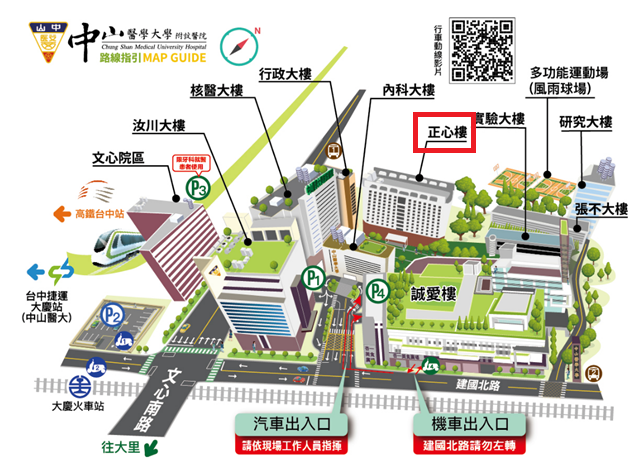 中山
中山醫學大學 附設醫院
Chung Shan Medical University Hospital
路線指引MAP GUIDE
N
行車動線影片
多功能運動場
(風雨球場)
行政大樓
核醫大樓
內科大樓
汝川大樓
正心樓
實驗大樓
研究大樓
文心院區
限牙科就醫
患者使用
P3
張不大樓
高鐵台中站
台中捷運
大慶站
(中山醫大)
P1
P4
誠愛樓
P2
文心南路
建國北路
大慶火車站
往大里
汽車出入口
請依現場工作人員指揮
機車出入口
建國北路請勿左轉